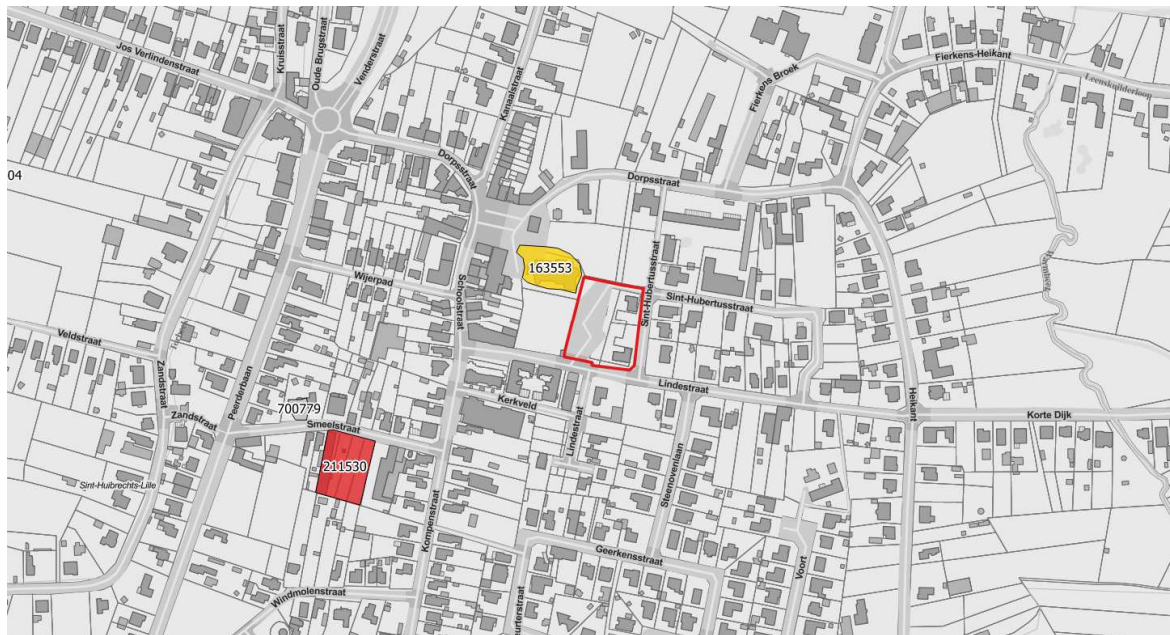 Jos Verlindenstraat
Kruisstraat
Oude Brugstraat
Venderstraat
Kanaalstraat
Fierkens Broek
Fierkens-Heikant
Leenskuilderloop
04
Dorpsstraat
Dorpsstraat
Warmbeek
163553
Wijerpad
Schoolstraat
Sint-Hubertusstraat
Sint-Hubertusstraat
Veldstraat
Zandstraat
Peerderbaan
Lindestraat
Heikant
Korte Dijk
Kerkveld
700779
Zandstraat
Smeelstraat
Lindestraat
211530
Steenovenlaan
Sint-Huibrechts-Lille
Kompenstraat
Geerkensstraat
Voort
Windmolenstraat